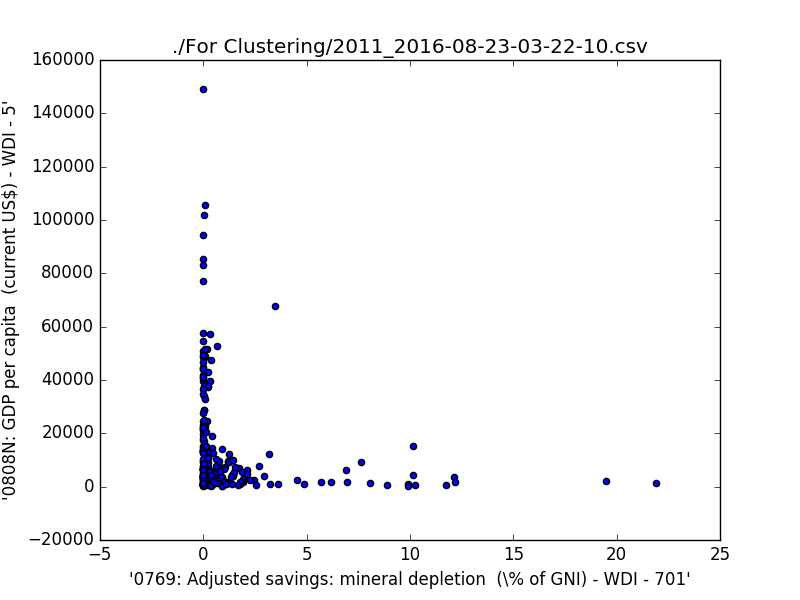 ./For Clustering/2011_2016-08-23-03-22-10.csv
160000
140000
120000
100000
80000
60000
40000
20000
0
−20000
'0808N: GDP per capita  (current US$) - WDI - 5'
−5 0 5 10 15 20 25
'0769: Adjusted savings: mineral depletion  (\% of GNI) - WDI - 701'